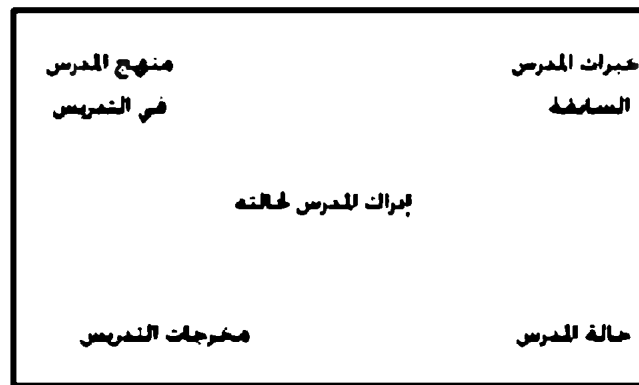 خبرات المدرس
السابقة
منهج المدرس
في التدريس
إدراك المدرس لحالته
حالة المدرس
مخرجات التدريس